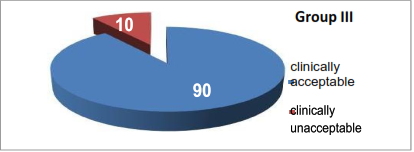 Group III
10
90
clinically
acceptable
clinically
unacceptable